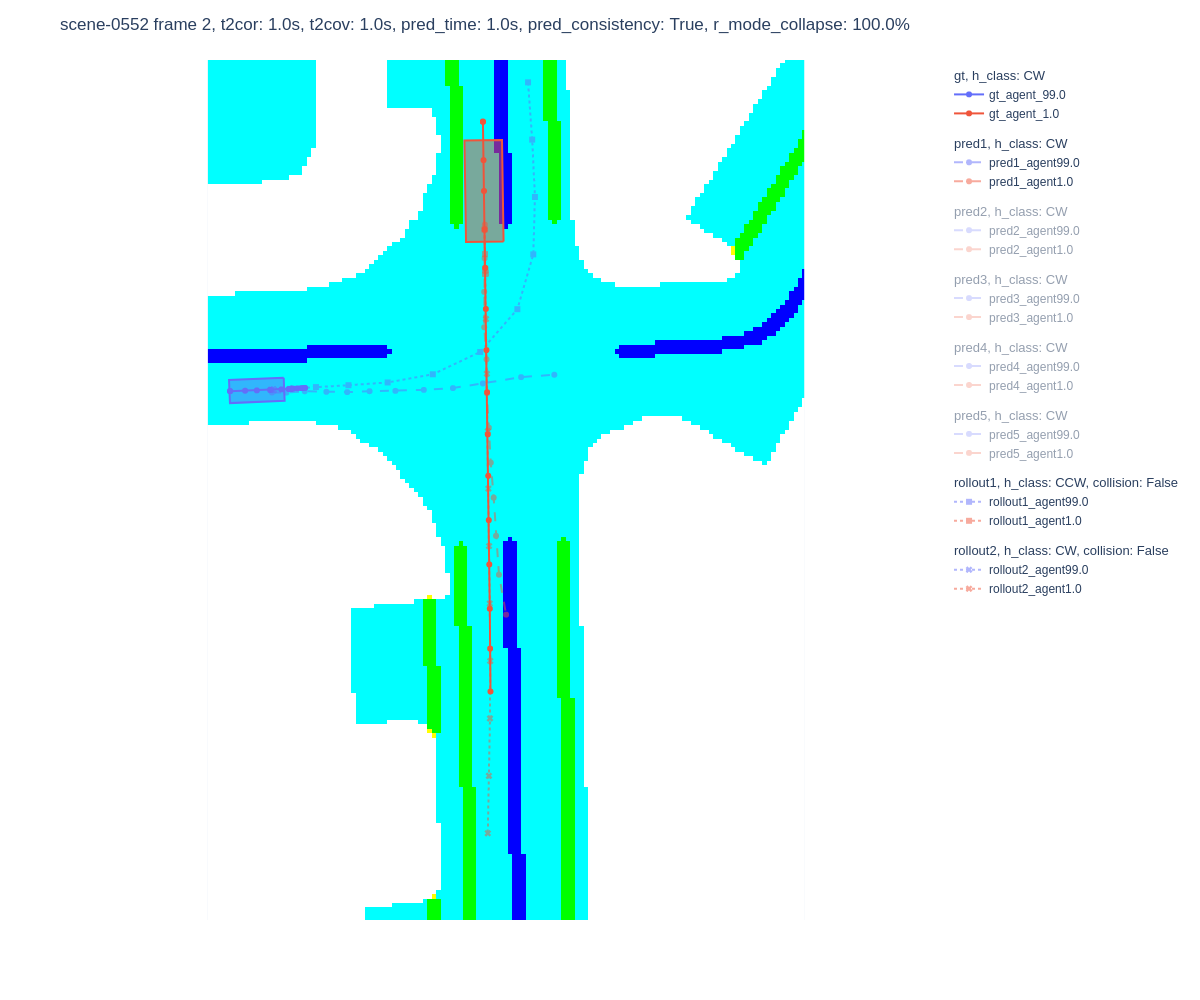 scene-0552 frame 2, t2cor: 1.0s, t2cov: 1.0s, pred_time: 1.0s, pred_consistency: True, r_mode_collapse: 100.0%
gt, h_class: CW
gt_agent_99.0
gt_agent_1.0
pred1, h_class: CW
pred1_agent99.0
pred1_agent1.0
pred2, h_class: CW
pred2_agent99.0
pred2_agent1.0
pred3, h_class: CW
pred3_agent99.0
pred3_agent1.0
pred4, h_class: CW
pred4_agent99.0
pred4_agent1.0
pred5, h_class: CW
pred5_agent99.0
pred5_agent1.0
rollout1, h_class: CCW, collision: False
rollout1_agent99.0
rollout1_agent1.0
rollout2, h_class: CW, collision: False
rollout2_agent99.0
rollout2_agent1.0